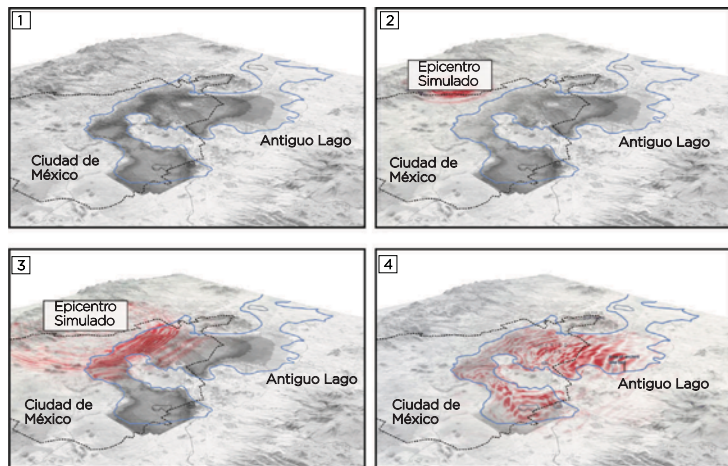 1
Antiguo Lago
Ciudad de
México
2
Epicentro
Simulado
Antiguo Lago
Ciudad de
México
3
Epicentro
Simulado
Antiguo Lago
Ciudad de
México
4
Antiguo Lago
Ciudad de
México